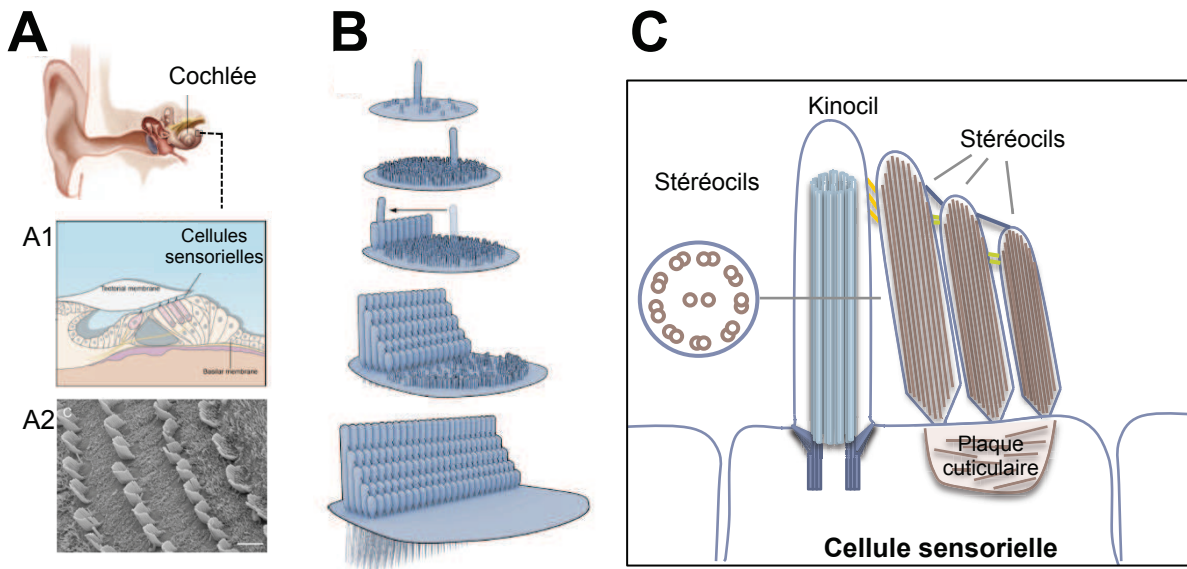 A
Cochlée
A1
Cellules
sensorielles
Tectorial membrane
Basilar membrane
A2
C
B
C
Kinocil
Stéréocils
Stéréocils
Plaque
cuticulaire
Cellule sensorielle